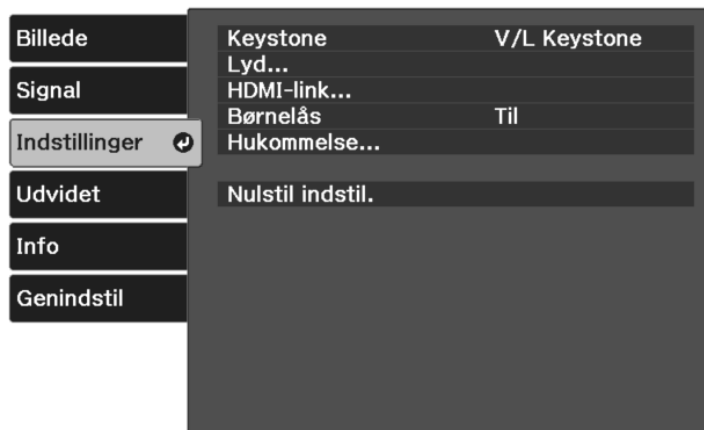 Billede
Signal
Indstillinger
Udvidet
Info
Genindstil
Keystone V/L Keystone
Lyd...
HDMI-link...
Børnelås Til
Hukommelse...
Nulstil indstil.